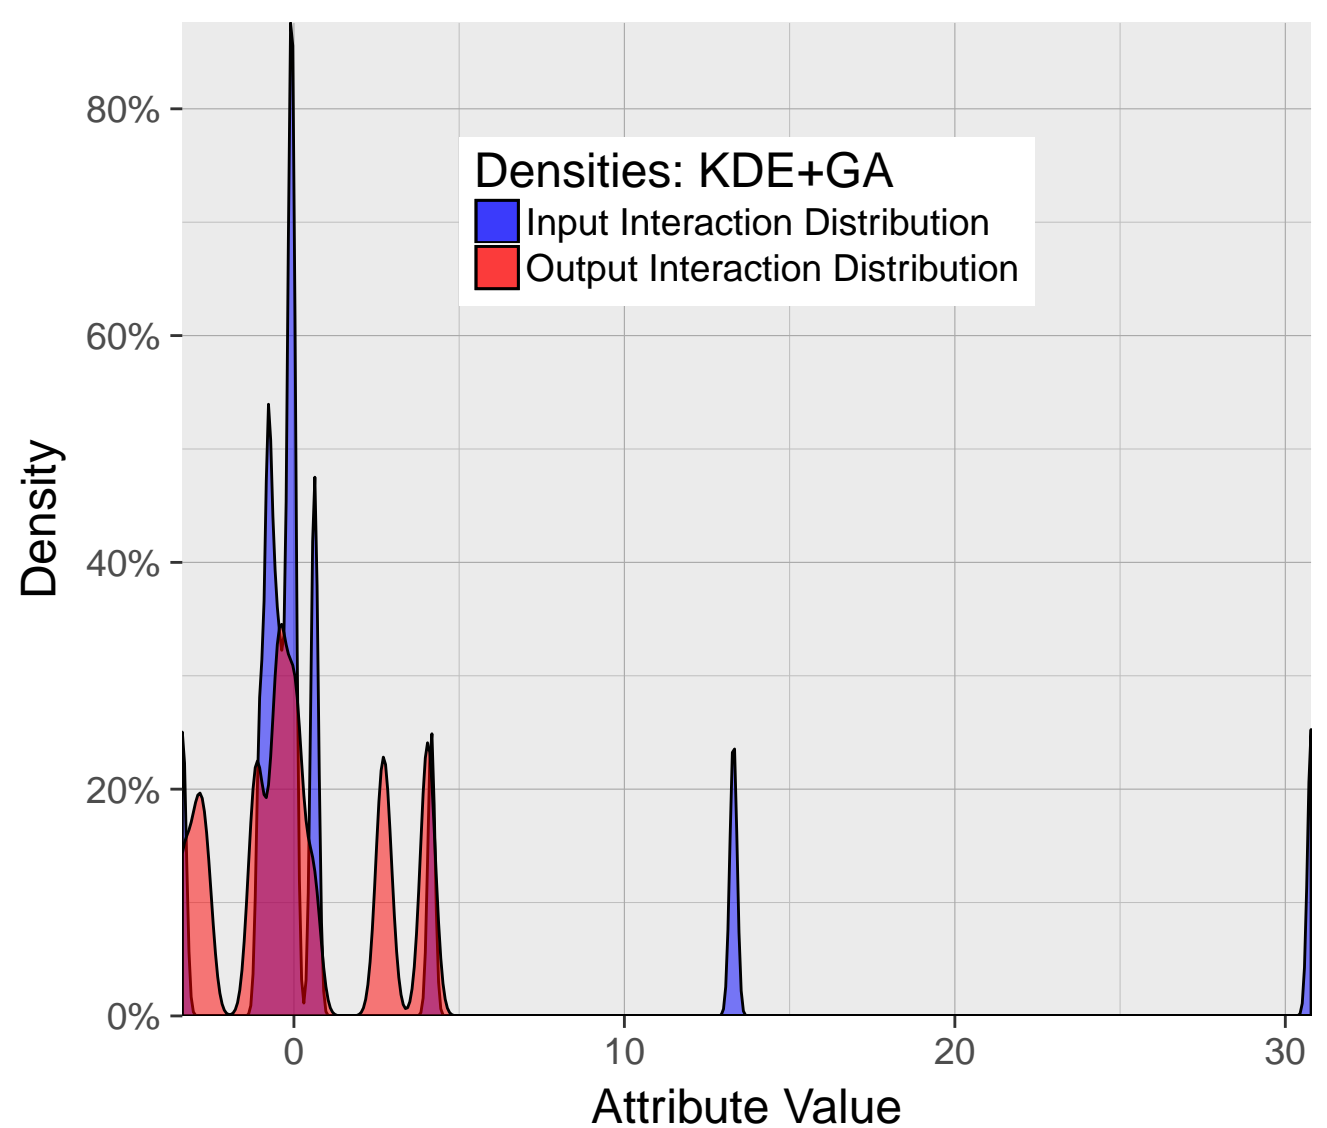 80%
60%
40%
20%
0%
Density
Densities: KDE+GA
Input Interaction Distribution
Output Interaction Distribution
0 10 20 30
Attribute Value